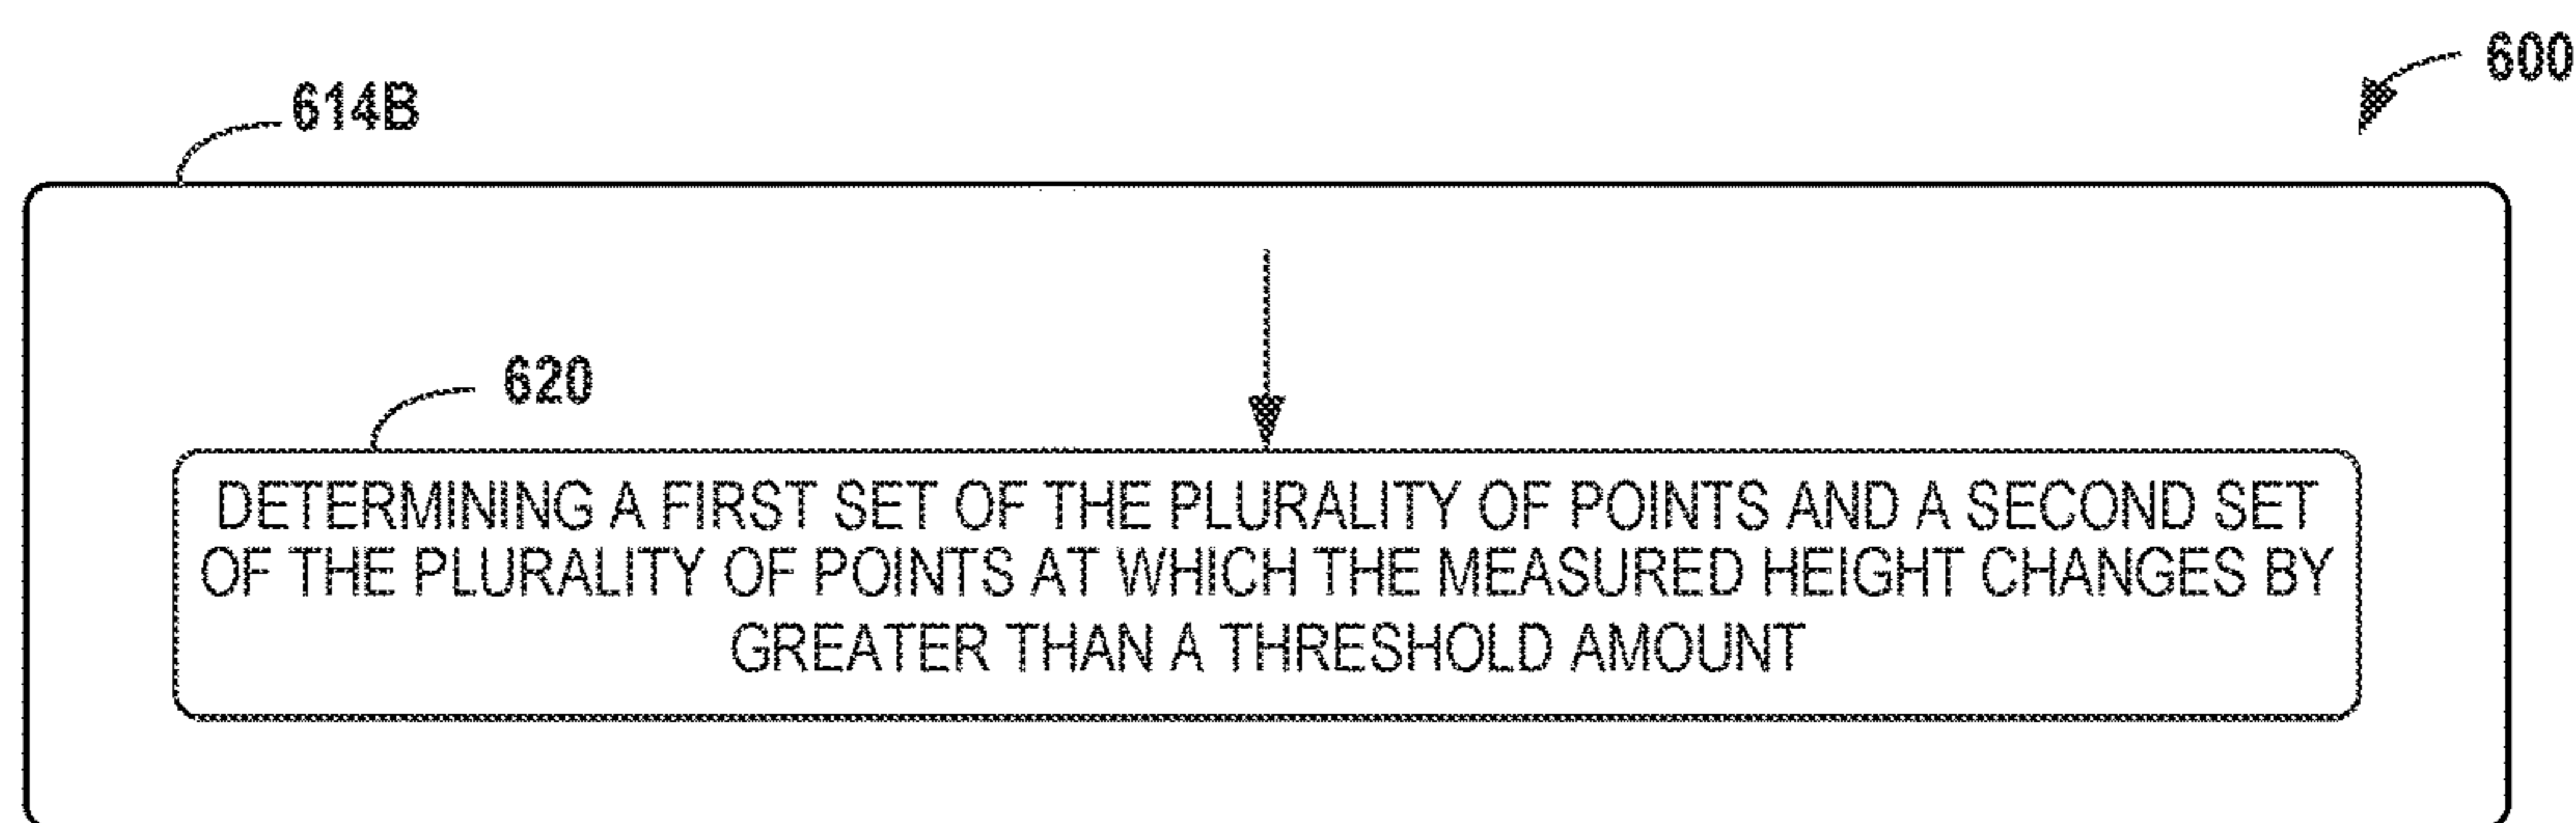 600
614B
620
DETERMINING A FIRST SET OF THE PLURALITY OF POINTS AND A SECOND SET
OF THE PLURALITY OF POINTS AT WHICH THE MEASURED HEIGHT CHANGES BY
GREATER THAN A THRESHOLD AMOUNT